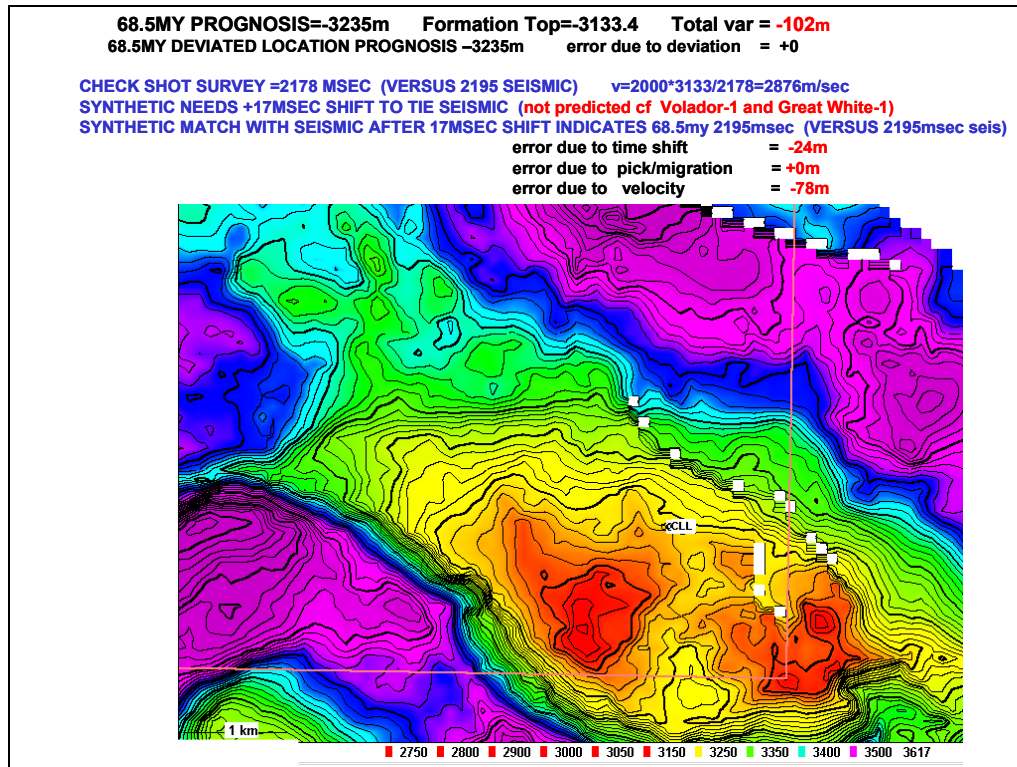 68.5MY PROGNOSIS=-3235m Formation Top=-3133.4 Total var = -102m
68.5MY DEVIATED LOCATION PROGNOSIS –3235m error due to deviation = +0
CHECK SHOT SURVEY =2178 MSEC (VERSUS 2195 SEISMIC) v=2000*3133/2178=2876m/sec
SYNTHETIC NEEDS +17MSEC SHIFT TO TIE SEISMIC (not predicted cf Volador-1 and Great White-1)
SYNTHETIC MATCH WITH SEISMIC AFTER 17MSEC SHIFT INDICATES 68.5my 2195msec (VERSUS 2195msec seis)
error due to time shift = -24m
error due to pick/migration = +0m
error due to velocity = -78m
CLL
1 km
2750 2800 2900 3000 3050 3150 3250 3350 3400 3500 3617